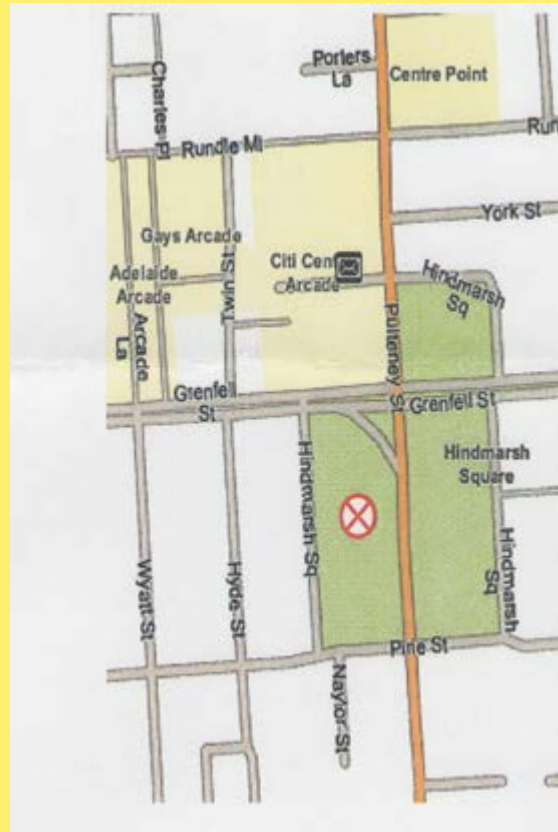 Porters
La
Centre Point
Charles Pl
Rundle Ml
Run
York St
Gays Arcade
Twin St
Citi Cent
Arcade
Hindmarsh
Sq
Adelaide
Arcade
Arcade
La
Pulteney St
Grenfell
St
Grenfell St
Hindmarsh
Square
Hindmarsh Sq
Hindmarsh
Sq
Wyatt St
Hyde St
Pirie St
Naylor St